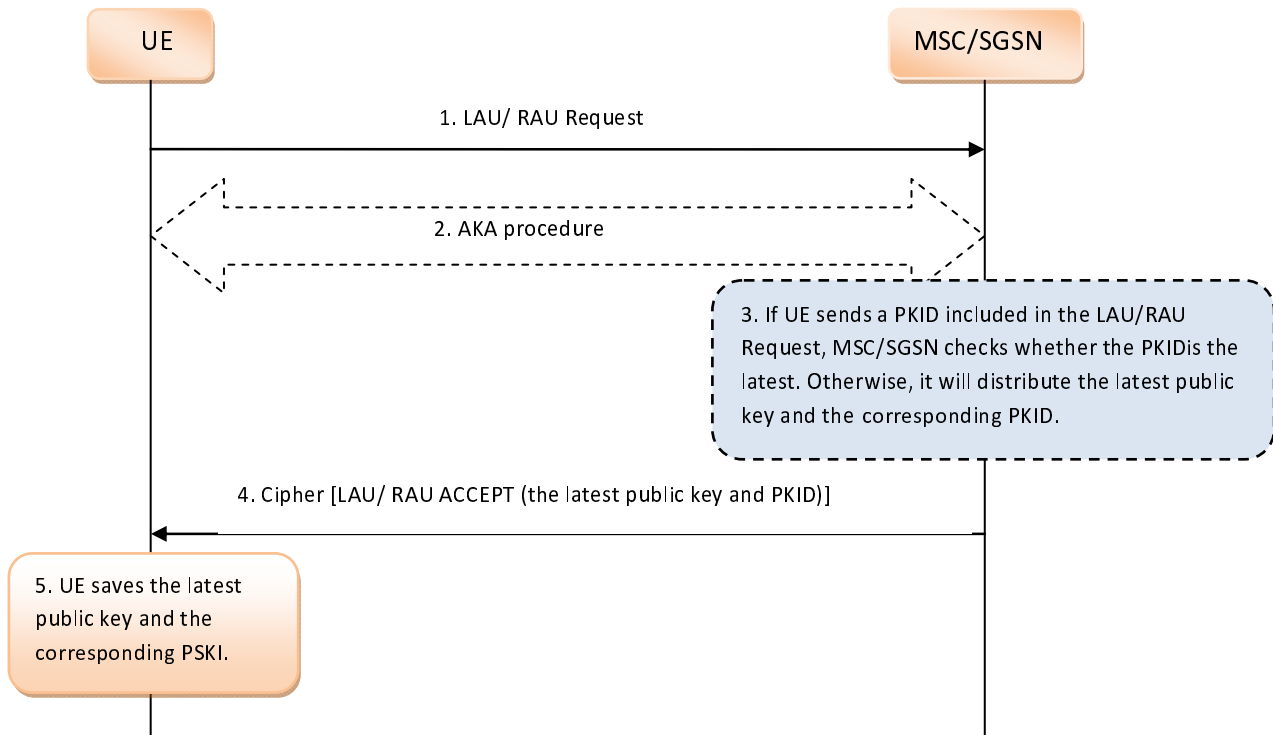 UE
MSC/SGSN
1. LAU/ RAU Request
2. AKA procedure
3. If UE sends a PKID included in the LAU/RAU
Request, MSC/SGSN checks whether the PKIDis the
latest. Otherwise, it will distribute the latest public
key and the corresponding PKID.
4. Cipher [LAU/ RAU ACCEPT (the latest public key and PKID)]
5. UE saves the latest
public key and the
corresponding PSKI.